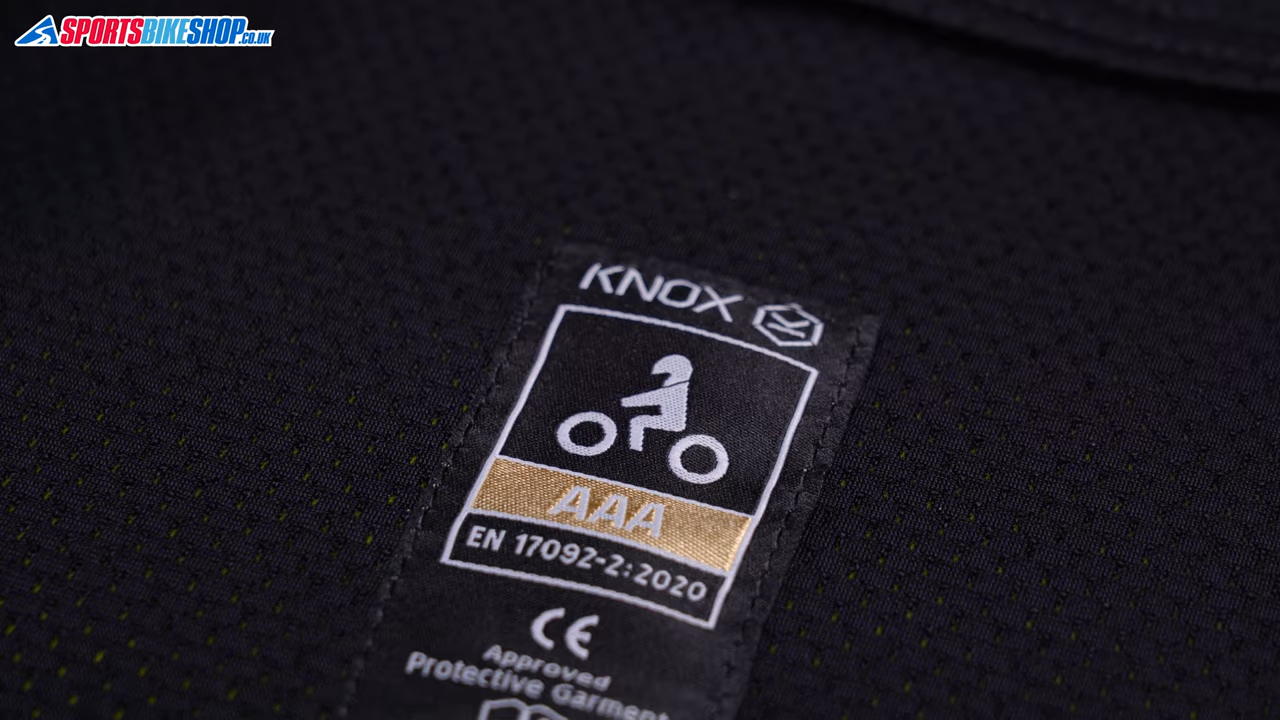 SPORTSBIKESHOP.CO.UK
KNOX
AAA
EN 17092-2:2020
CE
Approved
Protective Garment